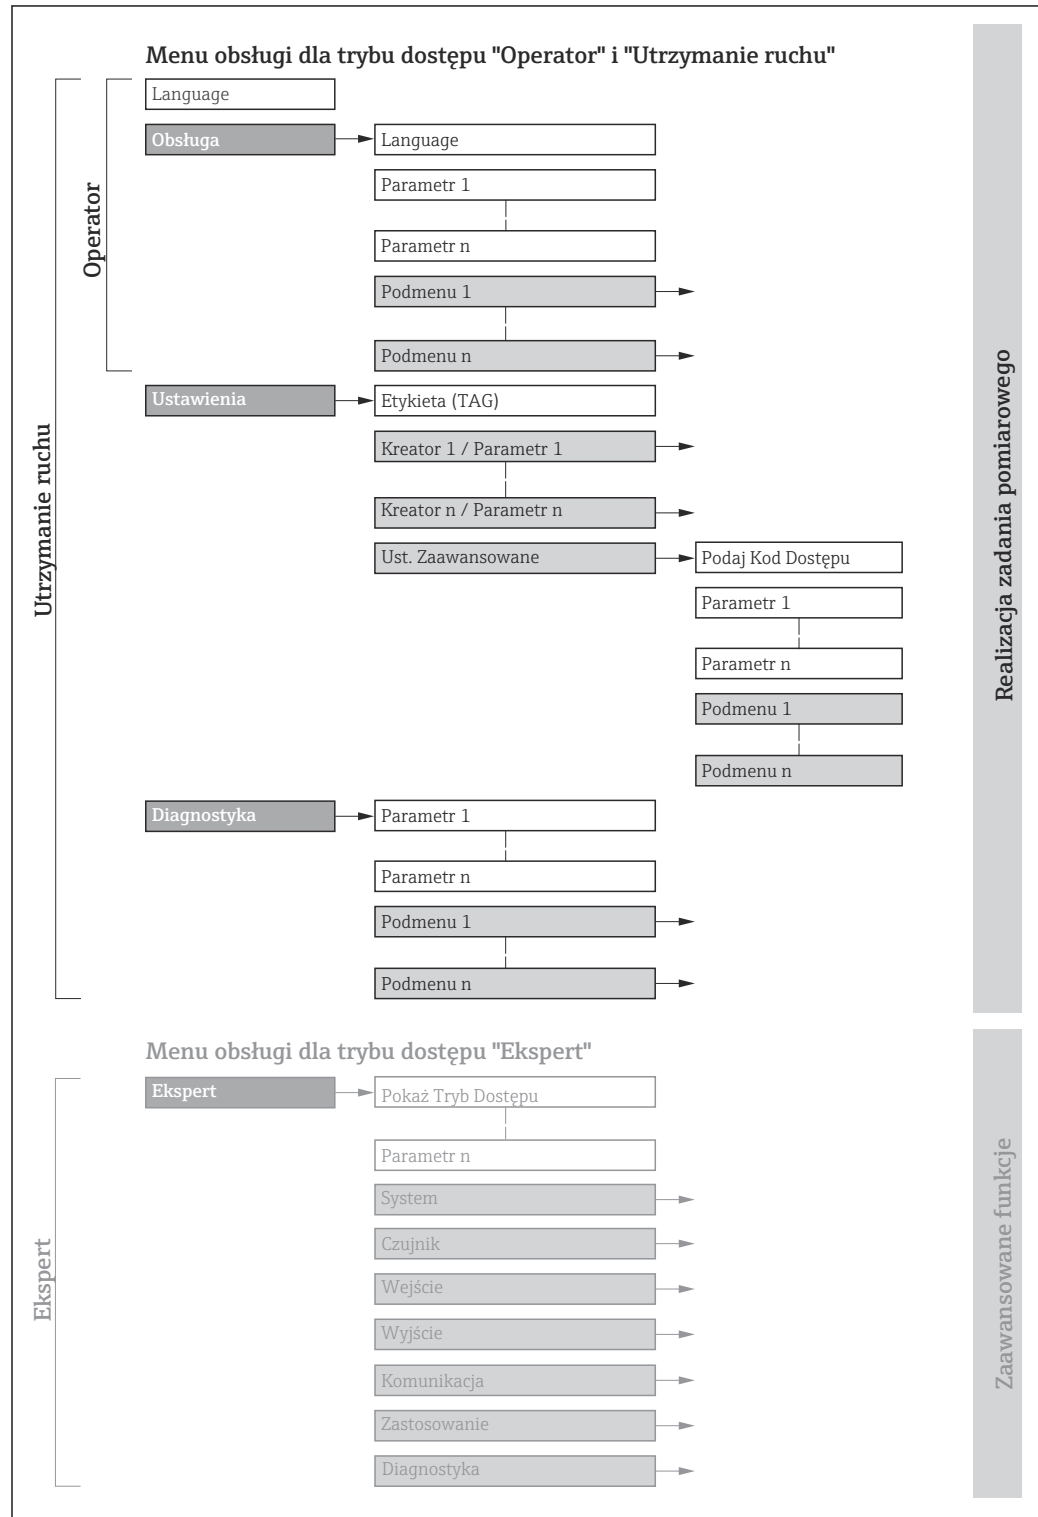 Menu obsługi dla trybu dostępu "Operator" i "Utrzymanie ruchu"
Language
Obsługa
Language
Parametr 1
Parametr n
Podmenu 1
Podmenu n
Operator
Ustawienia
Etykieta (TAG)
Kreator 1 / Parametr 1
Kreator n / Parametr n
Ust. Zaawansowane
Podaj Kod Dostępu
Parametr 1
Parametr n
Podmenu 1
Podmenu n
Utrzymanie ruchu
Diagnostyka
Parametr 1
Parametr n
Podmenu 1
Podmenu n
Realizacja zadania pomiarowego
Menu obsługi dla trybu dostępu "Ekspert"
Ekspert
Pokaż Tryb Dostępu
Parametr n
System
Czujnik
Wejście
Wyjście
Komunikacja
Zastosowanie
Diagnostyka
Ekspert
Zaawansowane funkcje